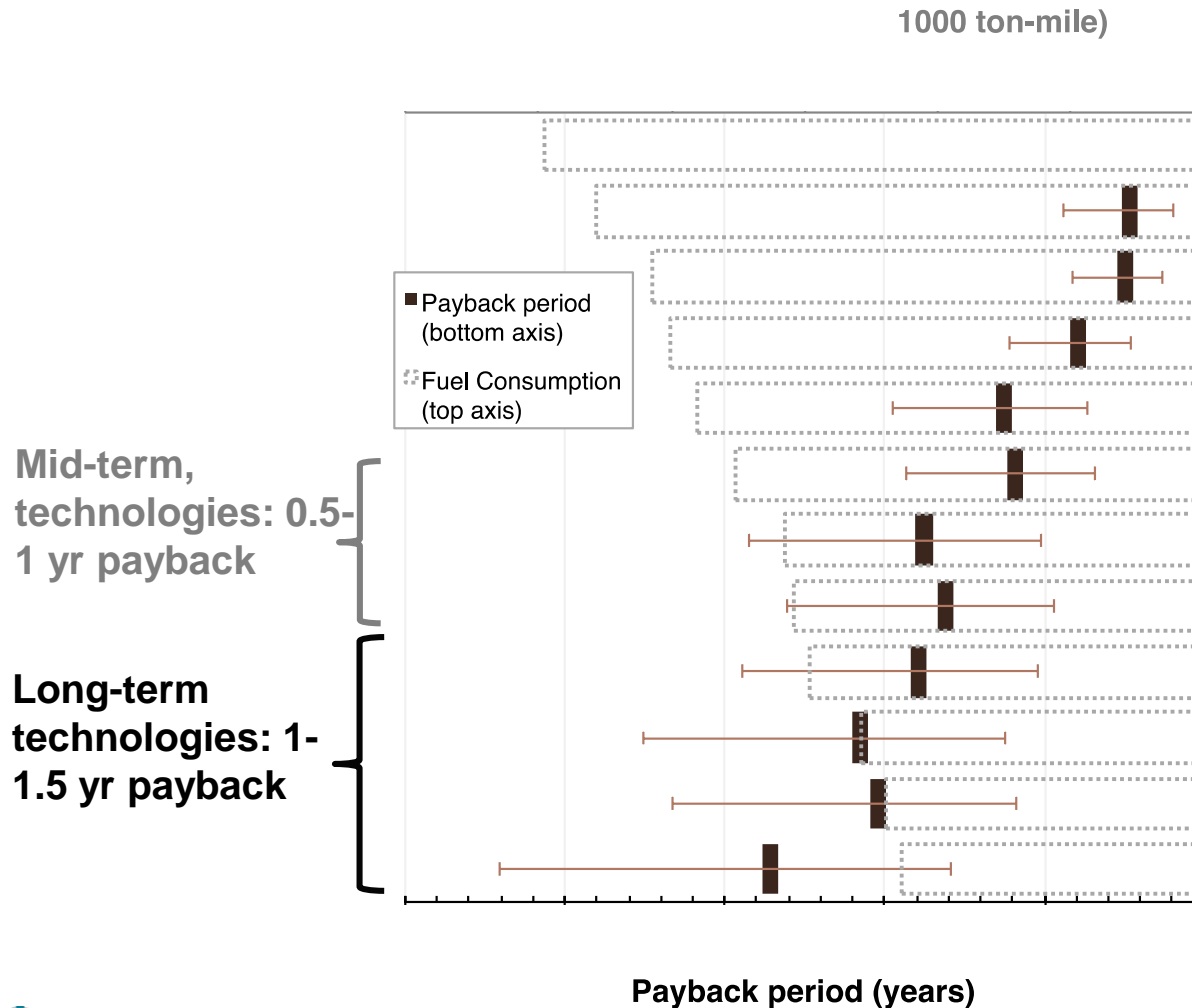 1000 ton-mile)
Payback period
(bottom axis)
Fuel Consumption
(top axis)
Mid-term,
technologies: 0.5-
1 yr payback
Long-term
technologies: 1-
1.5 yr payback
Payback period (years)